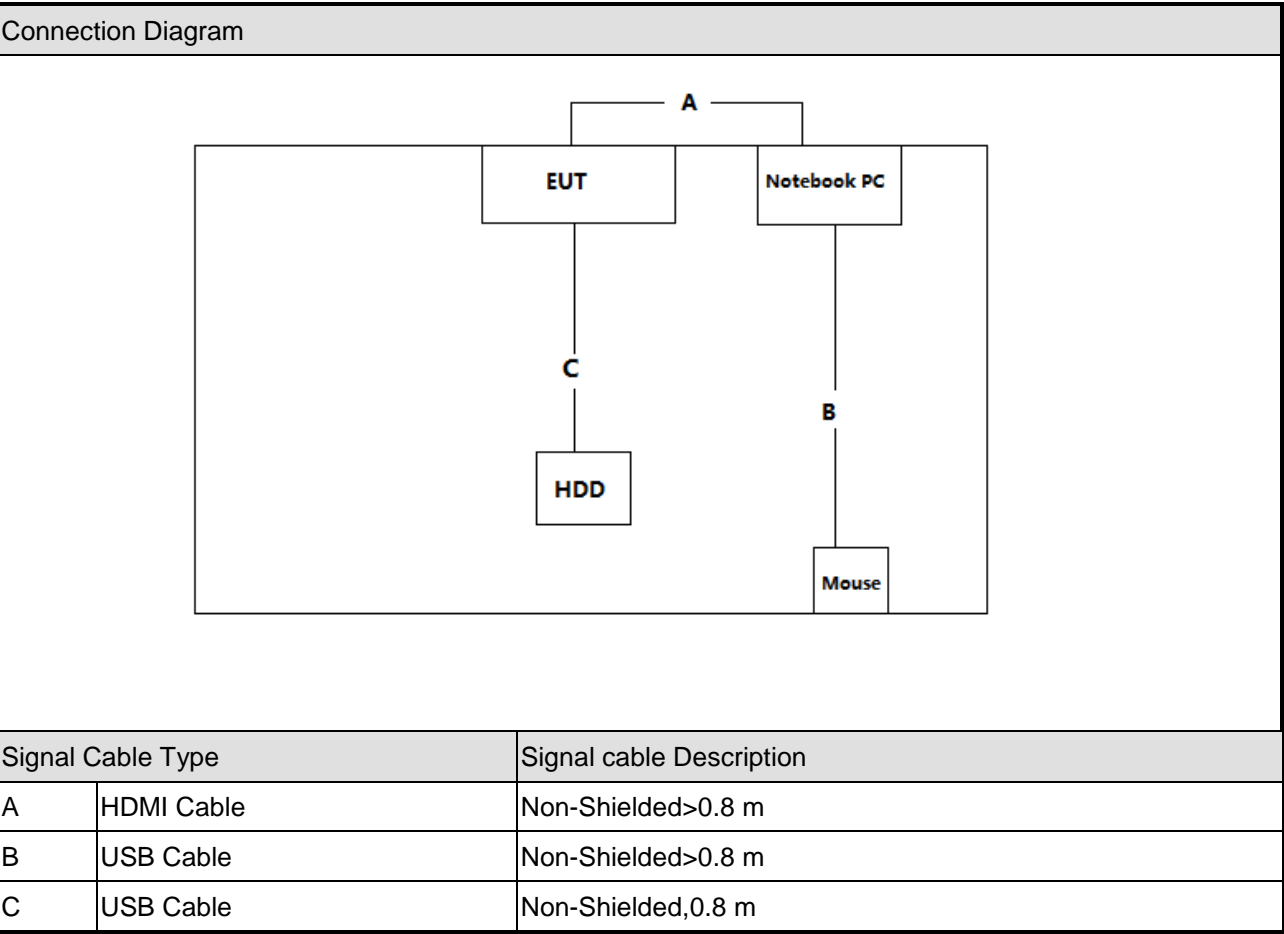 Connection Diagram
A
EUT
Notebook PC
C
B
HDD
Mouse
Signal Cable Type Signal cable Description
A HDMI Cable Non-Shielded>0.8 m
B USB Cable Non-Shielded>0.8 m
C USB Cable Non-Shielded,0.8 m